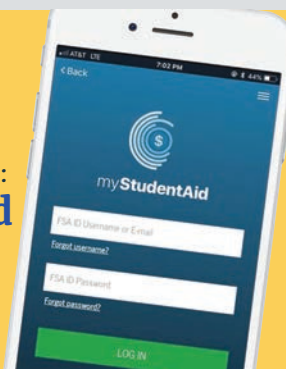 AT&T LTE 7:02 PM 44%
<Back
$
myStudentAid
:
d
FSA ID Username or E-mail
Forgot username?
FSA ID Password
Forgot password?
LOG IN